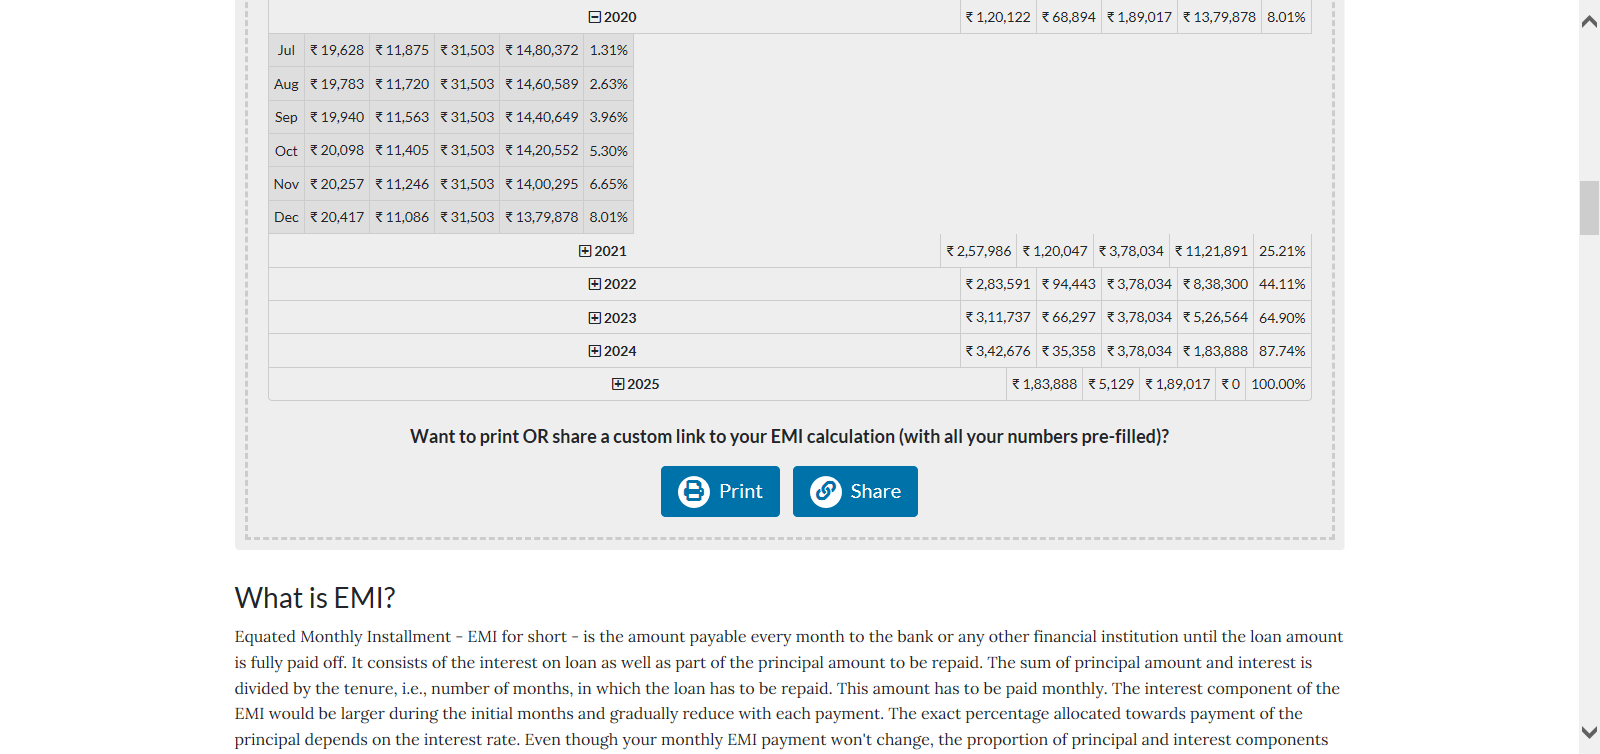 2020 ₹ 1,20,122 ₹ 68,894 ₹ 1,89,017 ₹ 13,79,878 8.01%
Jul ₹ 19,628 ₹ 11,875 ₹ 31,503 ₹ 14,80,372 1.31%
Aug ₹ 19,783 ₹ 11,720 ₹ 31,503 ₹ 14,60,589 2.63%
Sep ₹ 19,940 ₹ 11,563 ₹ 31,503 ₹ 14,40,649 3.96%
Oct ₹ 20,098 ₹ 11,405 ₹ 31,503 ₹ 14,20,552 5.30%
Nov ₹ 20,257 ₹ 11,246 ₹ 31,503 ₹ 14,00,295 6.65%
Dec ₹ 20,417 ₹ 11,086 ₹ 31,503 ₹ 13,79,878 8.01%
2021 ₹ 2,57,986 ₹ 1,20,047 ₹ 3,78,034 ₹ 11,21,891 25.21%
2022 ₹ 2,83,591 ₹ 94,443 ₹ 3,78,034 ₹ 8,38,300 44.11%
2023 ₹ 3,11,737 ₹ 66,297 ₹ 3,78,034 ₹ 5,26,564 64.90%
2024 ₹ 3,42,676 ₹ 35,358 ₹ 3,78,034 ₹ 1,83,888 87.74%
2025 ₹ 1,83,888 ₹ 5,129 ₹ 1,89,017 ₹ 0 100.00%
Want to print OR share a custom link to your EMI calculation (with all your numbers pre-filled)?
Print Share
What is EMI?
Equated Monthly Installment - EMI for short - is the amount payable every month to the bank or any other financial institution until the loan amount
is fully paid off. It consists of the interest on loan as well as part of the principal amount to be repaid. The sum of principal amount and interest is
divided by the tenure, i.e., number of months, in which the loan has to be repaid. This amount has to be paid monthly. The interest component of the
EMI would be larger during the initial months and gradually reduce with each payment. The exact percentage allocated towards payment of the
principal depends on the interest rate. Even though your monthly EMI payment won't change, the proportion of principal and interest components